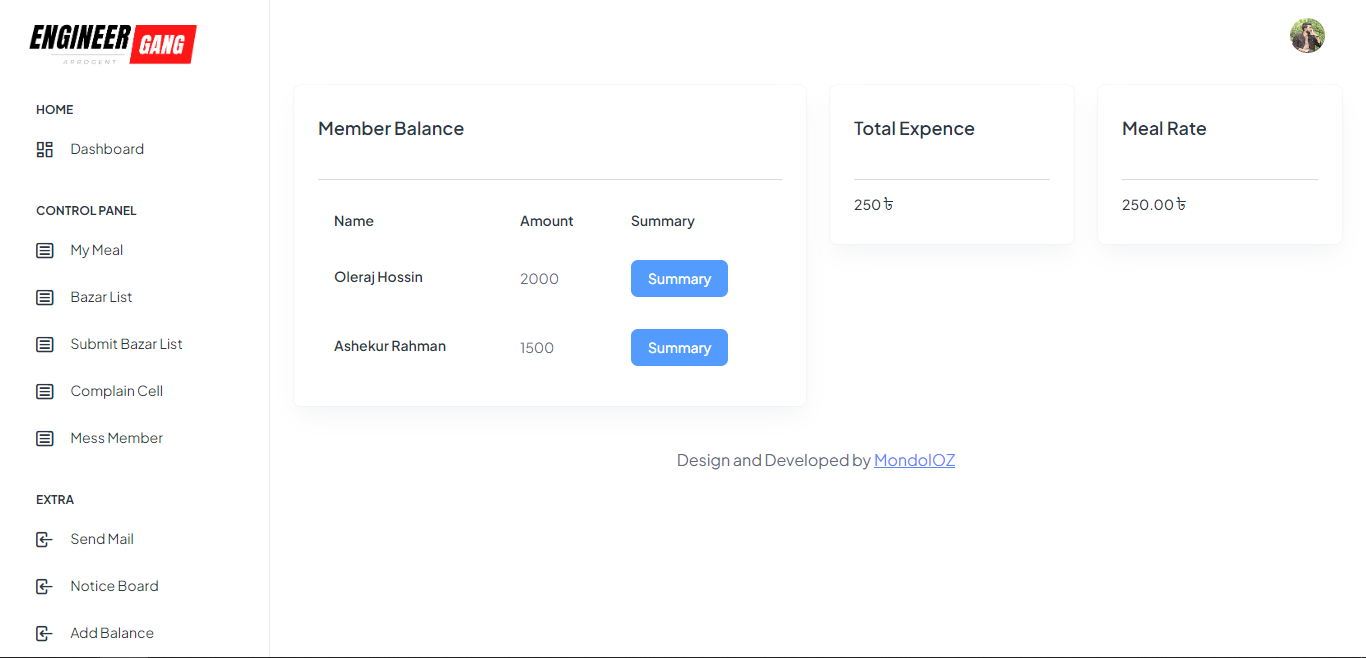 ENGINEER GANG
ARROGENT
HOME
Dashboard
CONTROL PANEL
My Meal
Bazar List
Submit Bazar List
Complain Cell
Mess Member
EXTRA
Send Mail
Notice Board
Add Balance
Member Balance
Name Amount Summary
Oleraj Hossin 2000 Summary
Ashekur Rahman 1500 Summary
Total Expence
250 ৳
Meal Rate
250.00 ৳
Design and Developed by MondolOZ